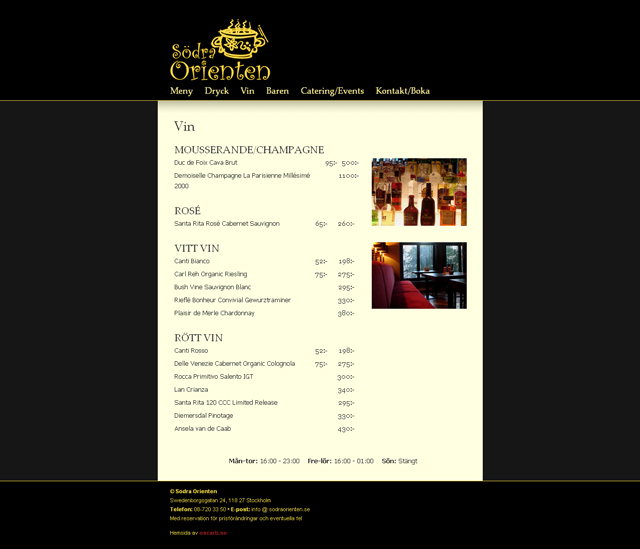 Södra
Orienten
Meny Dryck Vin Baren Catering/Events Kontakt/Boka
Vin
MOUSSERANDE/CHAMPAGNE
Duc de Foix Cava Brut 95:- 500:-
Demoiselle Champagne La Parisienne Millésimé 1100:-
2000
ROSÉ
Santa Rita Rosé Cabernet Sauvignon 65:- 260:-
VITT VIN
Canti Bianco 52:- 198:-
Carl Reh Organic Riesling 75:- 275:-
Bush Vine Sauvignon Blanc 295:-
Rieflé Bonheur Convivial Gewurztraminer 330:-
Plaisir de Merle Chardonnay 380:-
RÖTT VIN
Canti Rosso 52:- 198:-
Delle Venezie Cabernet Organic Colognola 75:- 275:-
Rocca Primitivo Salento IGT 300:-
Lan Crianza 340:-
Santa Rita 120 CCC Limited Release 295:-
Diemersdal Pinotage 330:-
Ansela van de Caab 430:-
Mån-tor: 16:00 - 23:00 Fre-lör: 16:00 - 01:00 Sön: Stängt
© Södra Orienten
Swedenborgsgatan 24, 118 27 Stockholm
Telefon: 08-720 33 50 • E-post: info @ sodraorienten.se
Med reservation för prisförändringar och eventuella fel
Hemsida av